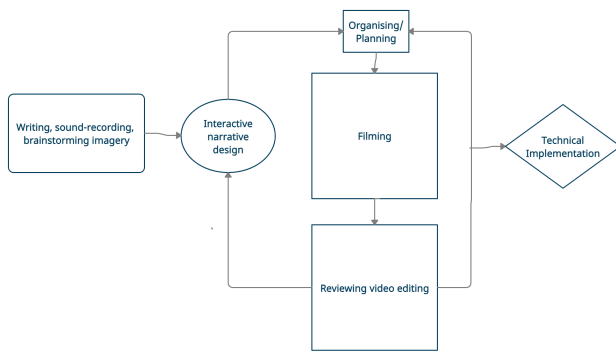 Organising/
Planning
Writing, sound-recording,
brainstorming imagery
Interactive
narrative
design
Filming
Technical
Implementation
Reviewing video editing